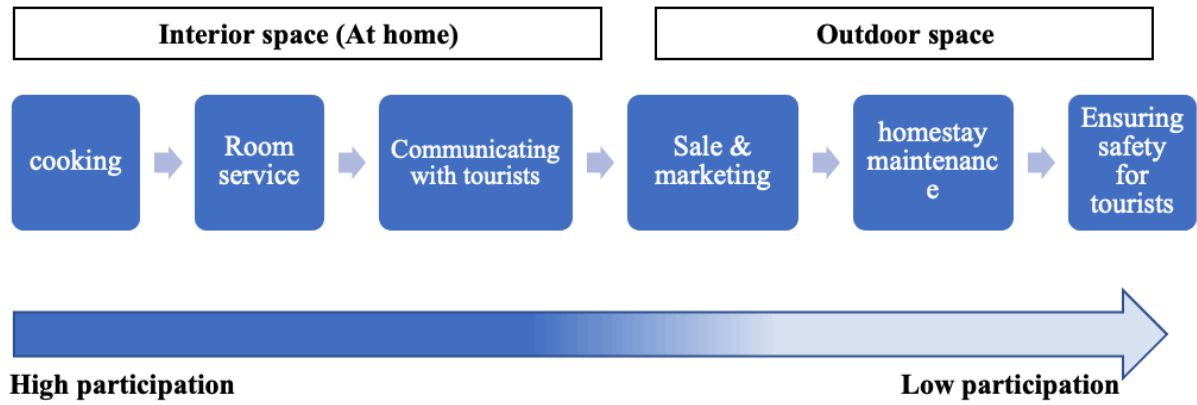 Interior space (At home)
Outdoor space
cooking
Room
service
Communicating
with tourists
Sale &
marketing
homestay
maintenanc
e
Ensuring
safety
for
tourists
High participation
Low participation